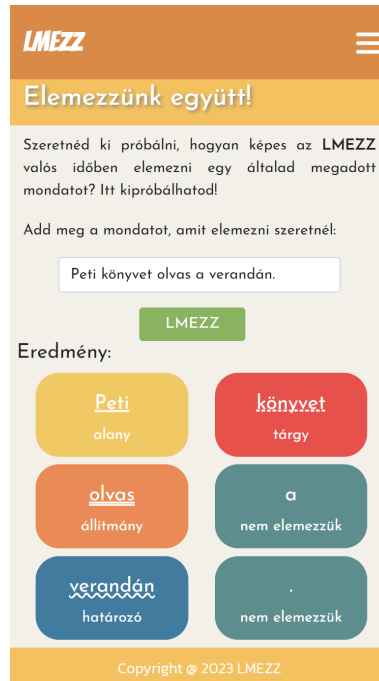 LMEZZ
Elemezzünk együtt!
Szeretnéd ki próbálni, hogyan képes az LMEZZ
valós időben elemezni egy általad megadott
mondatot? Itt kipróbálhatod!
Add meg a mondatot, amit elemezni szeretnél:
Peti könyvet olvas a verandán.
LMEZZ
Eredmény:
Peti
alany
könyvet
tárgy
olvas
állítmány
a
nem elemezzük
verandán
határozó
.
nem elemezzük
Copyright @ 2023 LMEZZ